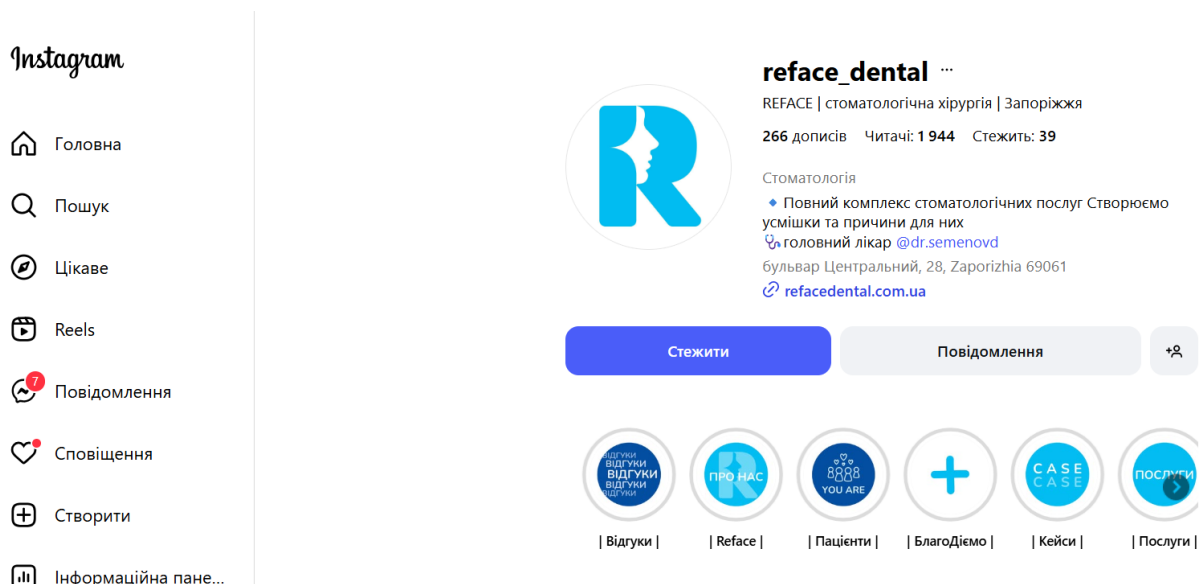 Instagram
Головна
Пошук
Цікаве
Reels
7
Повідомлення
Сповіщення
Створити
Інформаційна пане...
reface_dental ...
REFACE | стоматологічна хірургія | Запоріжжя
266 дописів Читачі: 1 944 Стежить: 39
Стоматологія
🔹 Повний комплекс стоматологічних послуг Створюємо
усмішки та причини для них
🩺 головний лікар @dr.semenovd
бульвар Центральний, 28, Zaporizhia 69061
refacedental.com.ua
Стежити
Повідомлення
ВІДГУКИ
ВІДГУКИ
ВІДГУКИ
ВІДГУКИ
ВІДГУКИ
ПРО НАС
YOU ARE
CASE
CASE
ПОСЛУГИ
| Відгуки |
| Reface |
| Пацієнти |
| БлагоДіємо |
| Кейси |
| Послуги |